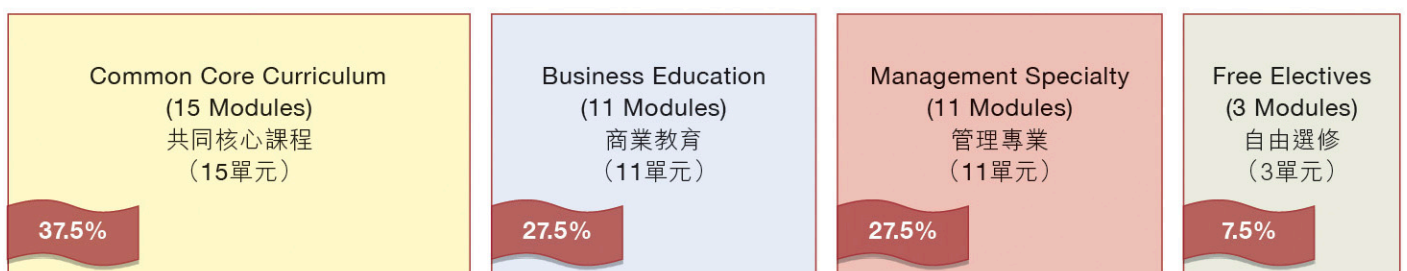 Common Core Curriculum
(15 Modules)
共同核心課程
（15單元）
37.5%
Business Education
(11 Modules)
商業教育
（11單元）
27.5%
Management Specialty
(11 Modules)
管理專業
（11單元）
27.5%
Free Electives
(3 Modules)
自由選修
（3單元）
7.5%